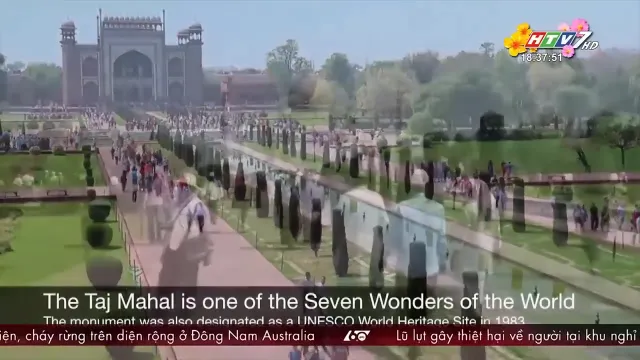 HTV7 HD
18:37:51
The Taj Mahal is one of the Seven Wonders of the World
The monument was also designated as a UNESCO World Heritage Site in 1983
cháy rừng trên diện rộng ở Đông Nam Australia Lũ lụt gây thiệt hại về người tại khu nghỉ